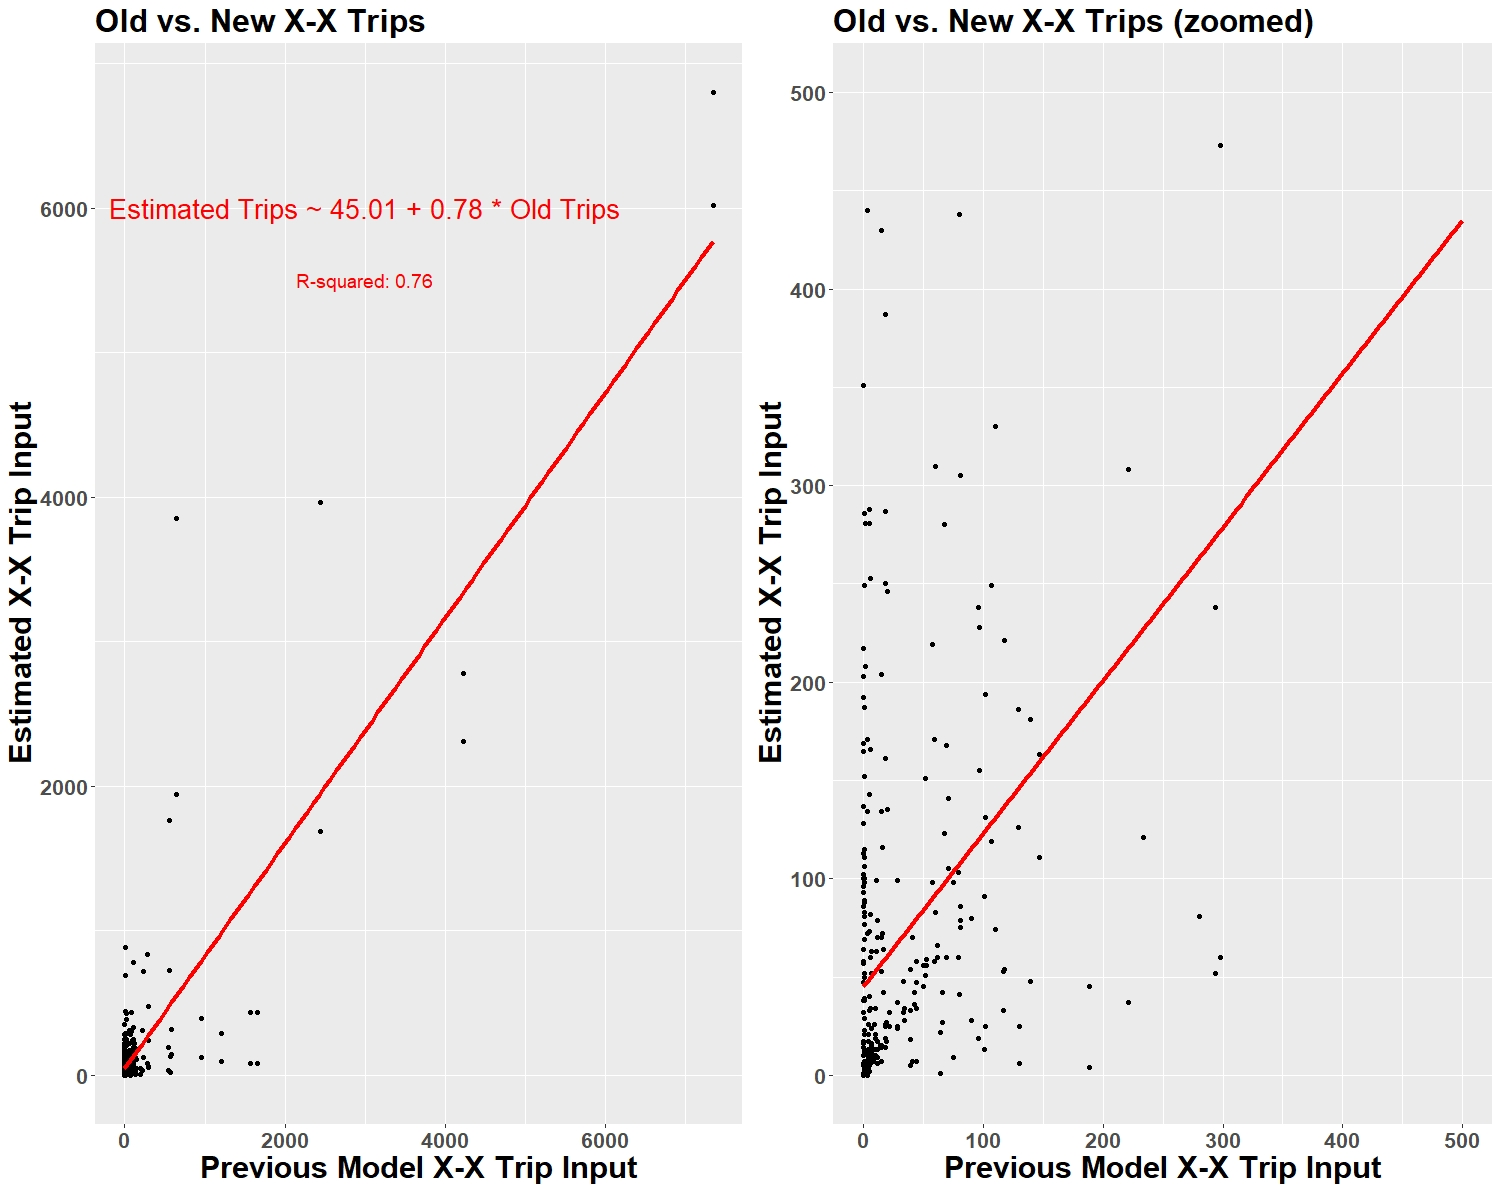 Old vs. New X-X Trips
Estimated X-X Trip Input
6000
4000
2000
0
Estimated Trips ~ 45.01 + 0.78 * Old Trips
R-squared: 0.76
0 2000 4000 6000
Previous Model X-X Trip Input
Old vs. New X-X Trips (zoomed)
Estimated X-X Trip Input
500
400
300
200
100
0
0 100 200 300 400 500
Previous Model X-X Trip Input